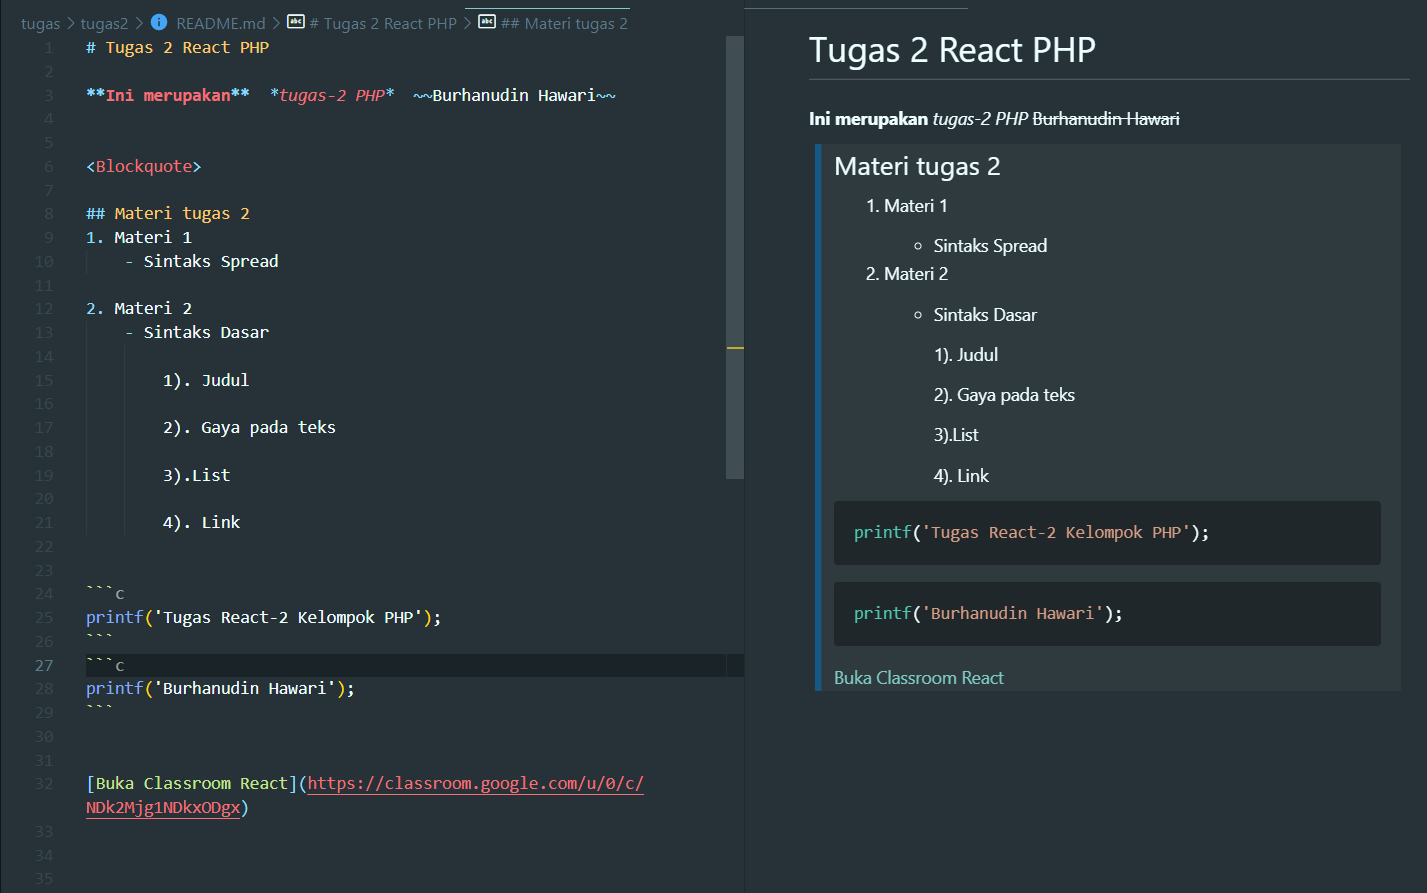 tugas > tugas2 > README.md > # Tugas 2 React PHP > ## Materi tugas 2
1 # Tugas 2 React PHP
2
3 **Ini merupakan**  *tugas-2 PHP*  ~~Burhanudin Hawari~~
4
5
6 <Blockquote>
7
8 ## Materi tugas 2
9 1. Materi 1
10     - Sintaks Spread
11
12 2. Materi 2
13     - Sintaks Dasar
14
15         1). Judul
16
17         2). Gaya pada teks
18
19         3).List
20
21         4). Link
22
23
24 ```c
25 printf('Tugas React-2 Kelompok PHP');
26 ```
27 ```c
28 printf('Burhanudin Hawari');
29 ```
30
31
32 [Buka Classroom React](https://classroom.google.com/u/0/c/
NDk2Mjg1NDkxODgx)
33
34
35
Tugas 2 React PHP
Ini merupakan tugas-2 PHP Burhanudin Hawari
Materi tugas 2
1. Materi 1
Sintaks Spread
2. Materi 2
Sintaks Dasar
1). Judul
2). Gaya pada teks
3).List
4). Link
printf('Tugas React-2 Kelompok PHP');
printf('Burhanudin Hawari');
Buka Classroom React